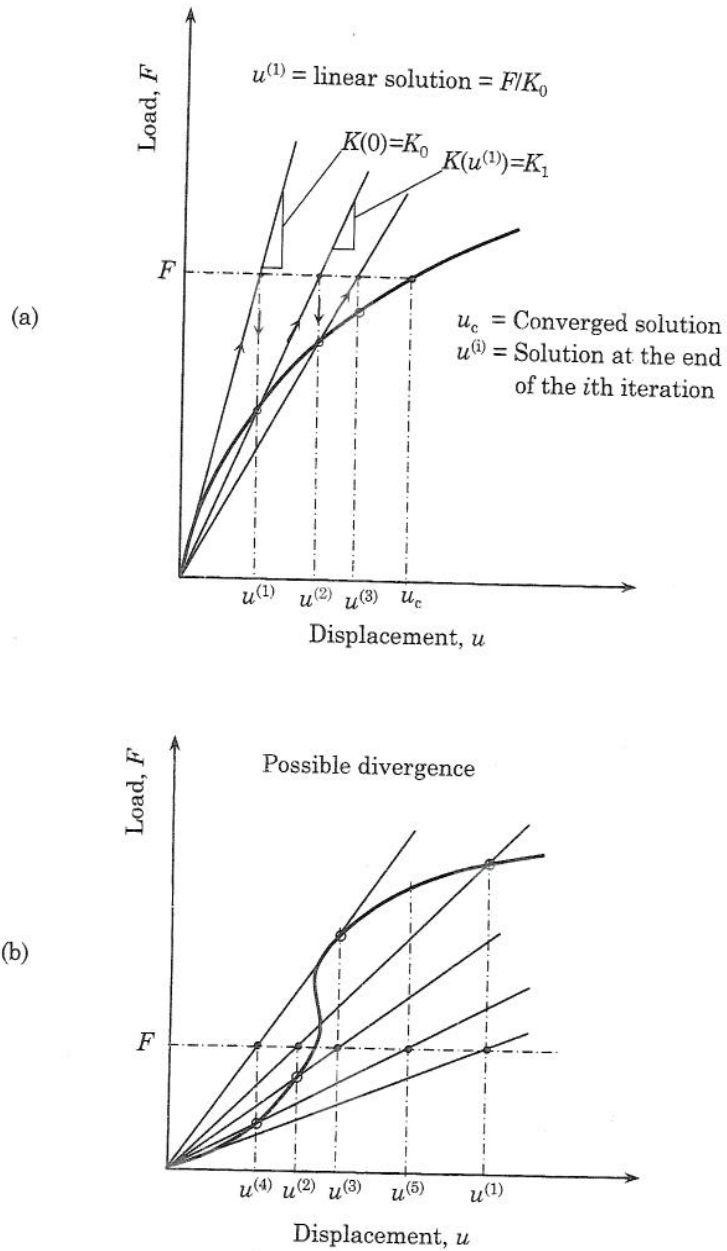 Load, F
u(1) = linear solution = F/K0
K(0)=K0
K(u(1))=K1
F
(a)
uc = Converged solution
u(i) = Solution at the end
of the ith iteration
u(1) u(2) u(3) uc
Displacement, u
Load, F
Possible divergence
(b)
F
u(4) u(2) u(3) u(5) u(1)
Displacement, u